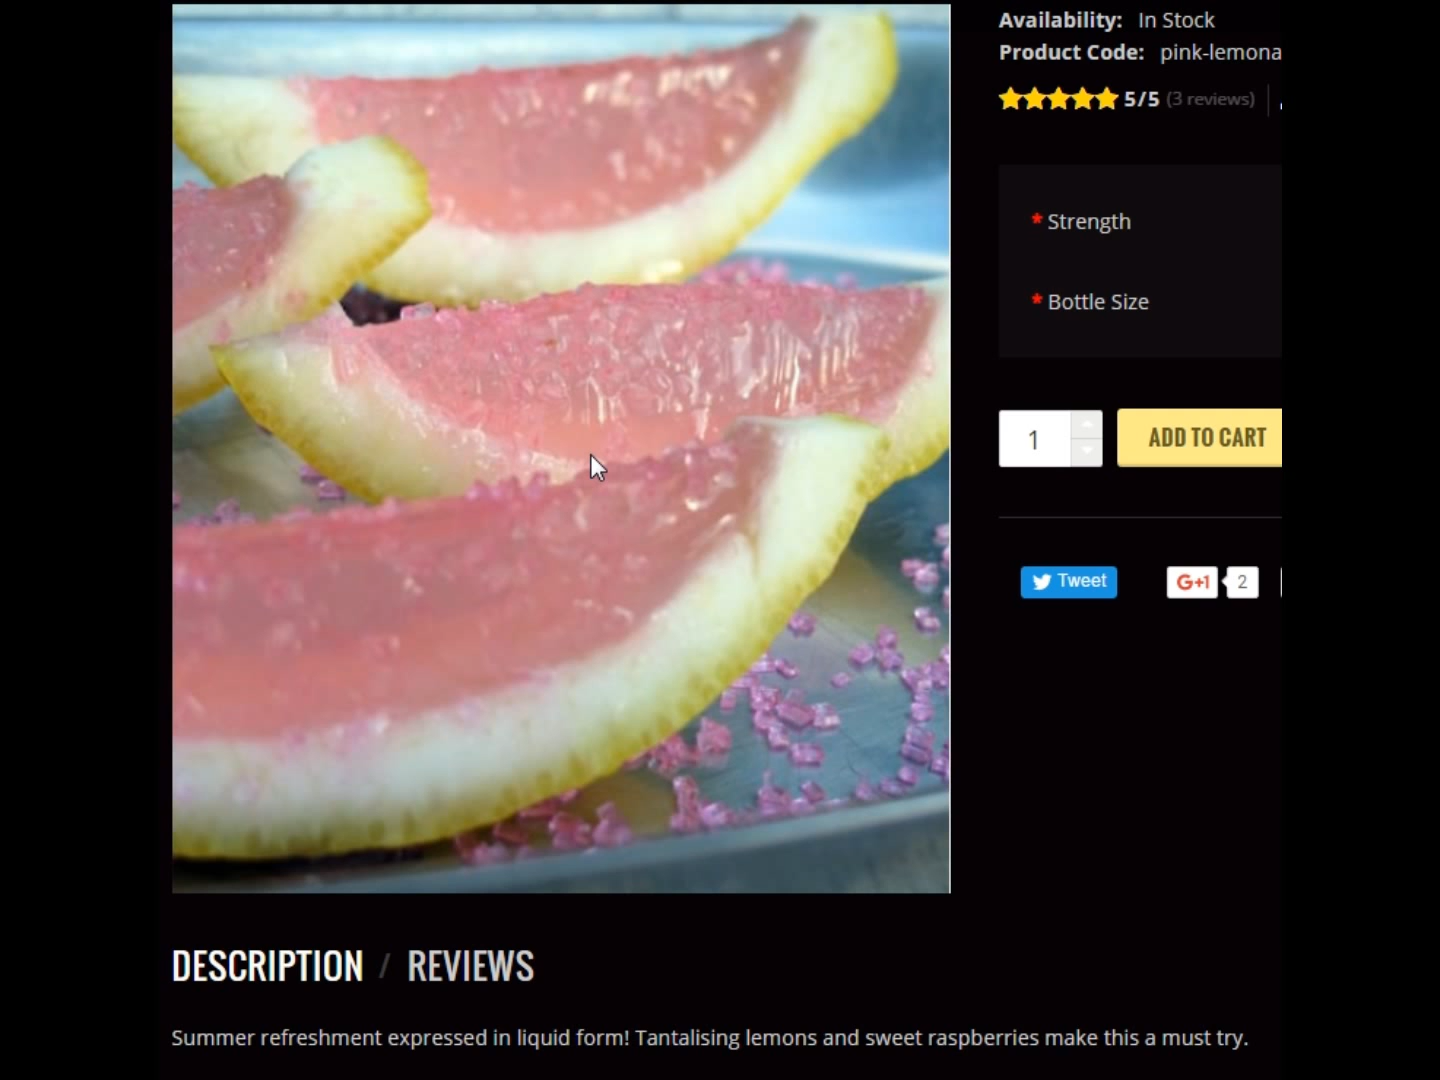 Availability: In Stock
Product Code: pink-lemona
5/5 (3 reviews)
* Strength
* Bottle Size
1
ADD TO CART
Tweet
G+1 2
DESCRIPTION / REVIEWS
Summer refreshment expressed in liquid form! Tantalising lemons and sweet raspberries make this a must try.